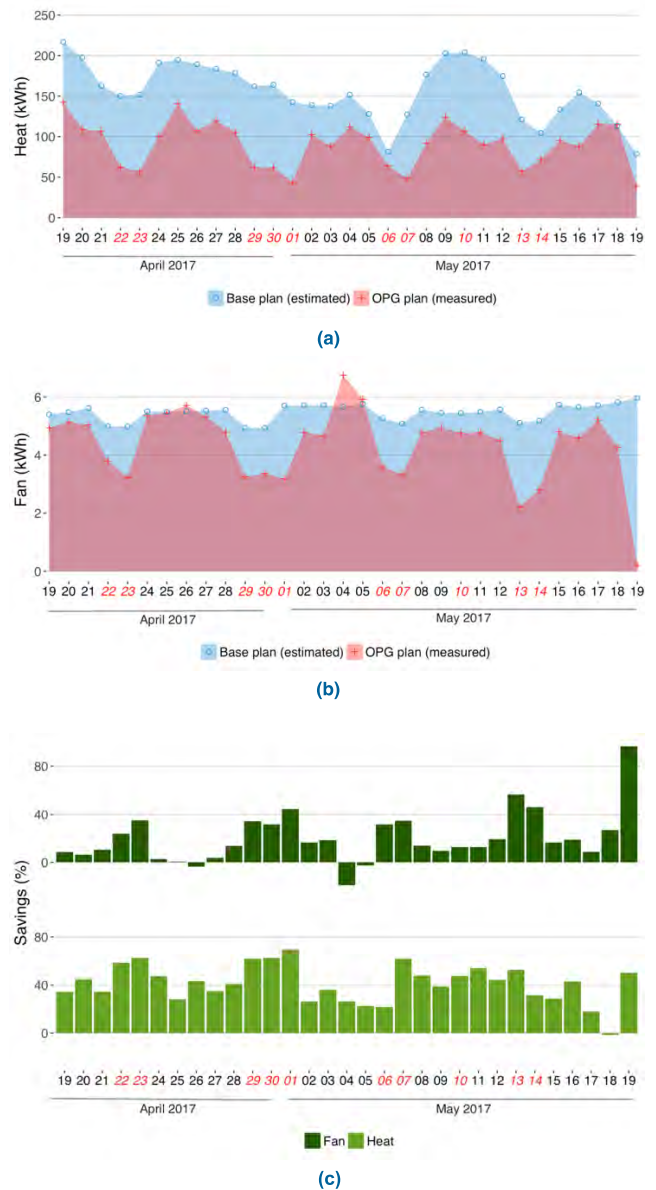 250
200
150
100
50
0
Heat (kWh)
19 20 21 22 23 24 25 26 27 28 29 30 01 02 03 04 05 06 07 08 09 10 11 12 13 14 15 16 17 18 19
April 2017 May 2017
Base plan (estimated) OPG plan (measured)
(a)
6
4
2
0
Fan (kWh)
19 20 21 22 23 24 25 26 27 28 29 30 01 02 03 04 05 06 07 08 09 10 11 12 13 14 15 16 17 18 19
April 2017 May 2017
Base plan (estimated) OPG plan (measured)
(b)
80
40
0
Savings (%)
80
40
0
19 20 21 22 23 24 25 26 27 28 29 30 01 02 03 04 05 06 07 08 09 10 11 12 13 14 15 16 17 18 19
April 2017 May 2017
Fan Heat
(c)